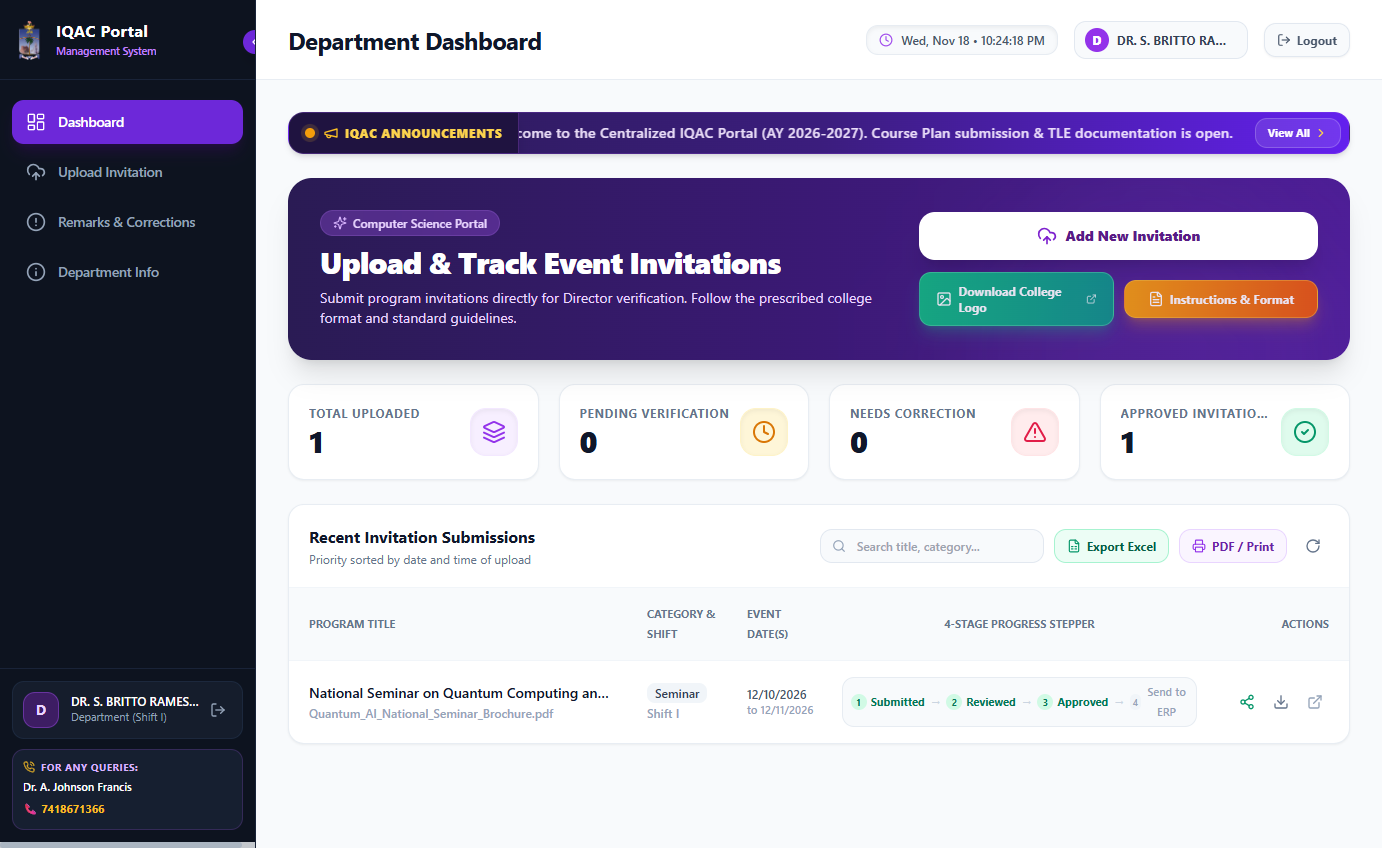 IQAC Portal
Management System
Dashboard
Upload Invitation
Remarks & Corrections
Department Info
DR. S. BRITTO RAMES...
Department (Shift I)
D
FOR ANY QUERIES:
Dr. A. Johnson Francis
7418671366
Department Dashboard
Wed, Nov 18 • 10:24:18 PM
D
DR. S. BRITTO RA...
Logout
IQAC ANNOUNCEMENTS
come to the Centralized IQAC Portal (AY 2026-2027). Course Plan submission & TLE documentation is open.
View All
Computer Science Portal
Upload & Track Event Invitations
Submit program invitations directly for Director verification. Follow the prescribed college
format and standard guidelines.
Add New Invitation
Download College
Logo
Instructions & Format
TOTAL UPLOADED
1
PENDING VERIFICATION
0
NEEDS CORRECTION
0
APPROVED INVITATIO...
1
Recent Invitation Submissions
Priority sorted by date and time of upload
Search title, category...
Export Excel
PDF / Print
PROGRAM TITLE
CATEGORY &
SHIFT
EVENT
DATE(S)
4-STAGE PROGRESS STEPPER
ACTIONS
National Seminar on Quantum Computing an...
Quantum_AI_National_Seminar_Brochure.pdf
Seminar
Shift I
12/10/2026
to 12/11/2026
1 Submitted → 2 Reviewed → 3 Approved → 4 Send to
ERP